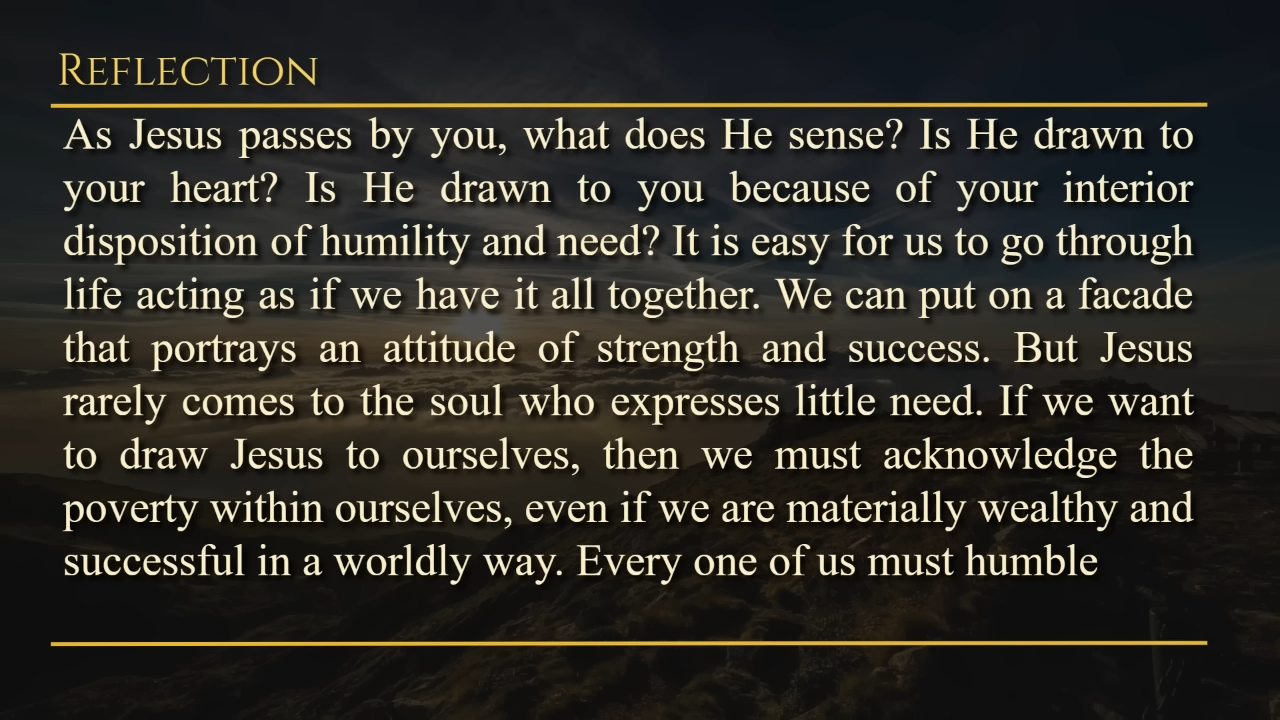 Reflection
As Jesus passes by you, what does He sense? Is He drawn to
your heart? Is He drawn to you because of your interior
disposition of humility and need? It is easy for us to go through
life acting as if we have it all together. We can put on a facade
that portrays an attitude of strength and success. But Jesus
rarely comes to the soul who expresses little need. If we want
to draw Jesus to ourselves, then we must acknowledge the
poverty within ourselves, even if we are materially wealthy and
successful in a worldly way. Every one of us must humble